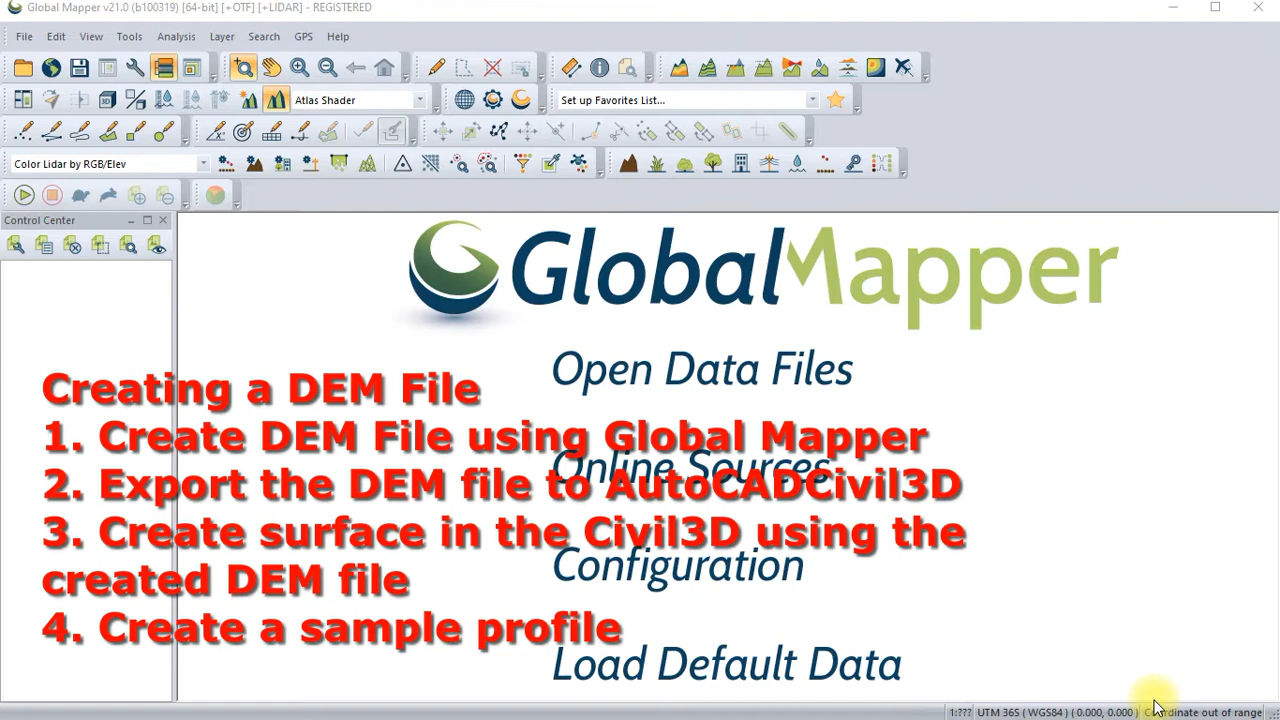 Global Mapper v21.0 (b100319) [64-bit] [+OTF] [+LIDAR] - REGISTERED
File Edit View Tools Analysis Layer Search GPS Help
Atlas Shader
Set up Favorites List...
Color Lidar by RGB/Elev
Control Center
GlobalMapper
Open Data Files
Online Sources
Configuration
Load Default Data
Creating a DEM File
1. Create DEM File using Global Mapper
2. Export the DEM file to AutoCADCivil3D
3. Create surface in the Civil3D using the
created DEM file
4. Create a sample profile
1:??? UTM 36S ( WGS84 ) ( 0.000, 0.000 ) Coordinate out of range